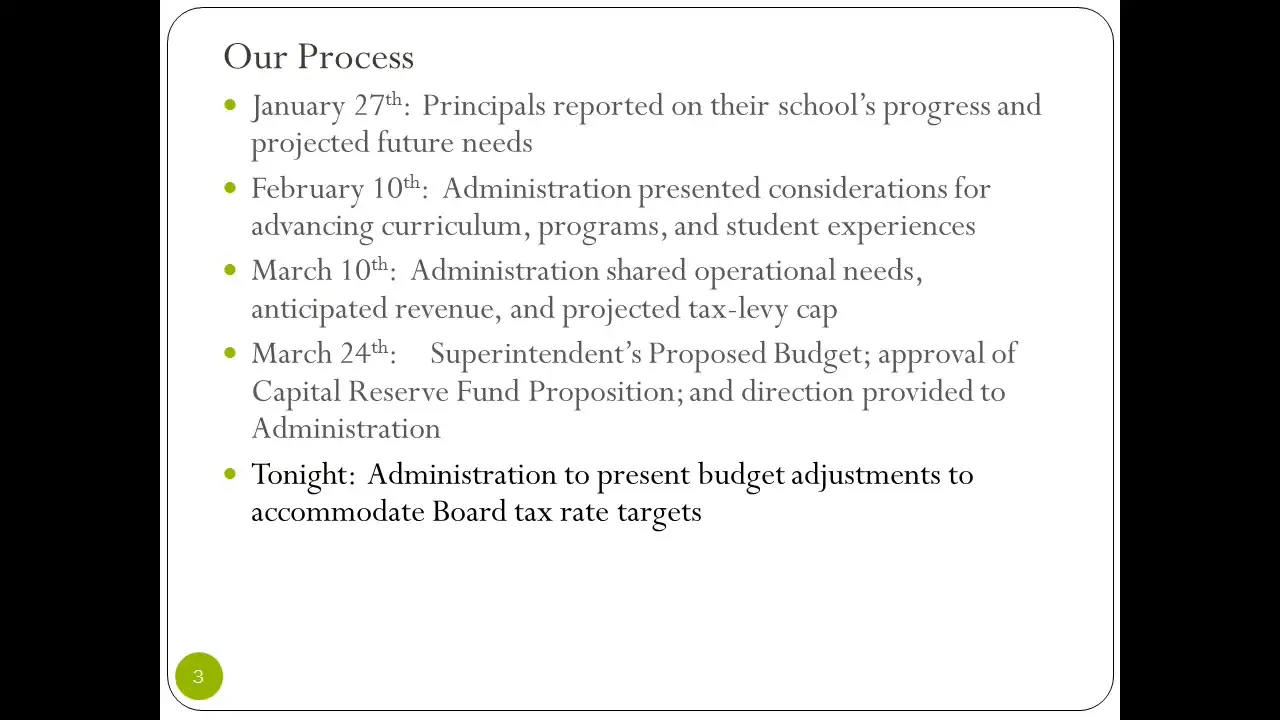 Our Process
January 27th: Principals reported on their school's progress and
projected future needs
February 10th: Administration presented considerations for
advancing curriculum, programs, and student experiences
March 10th: Administration shared operational needs,
anticipated revenue, and projected tax-levy cap
March 24th: Superintendent's Proposed Budget; approval of
Capital Reserve Fund Proposition; and direction provided to
Administration
Tonight: Administration to present budget adjustments to
accommodate Board tax rate targets
3